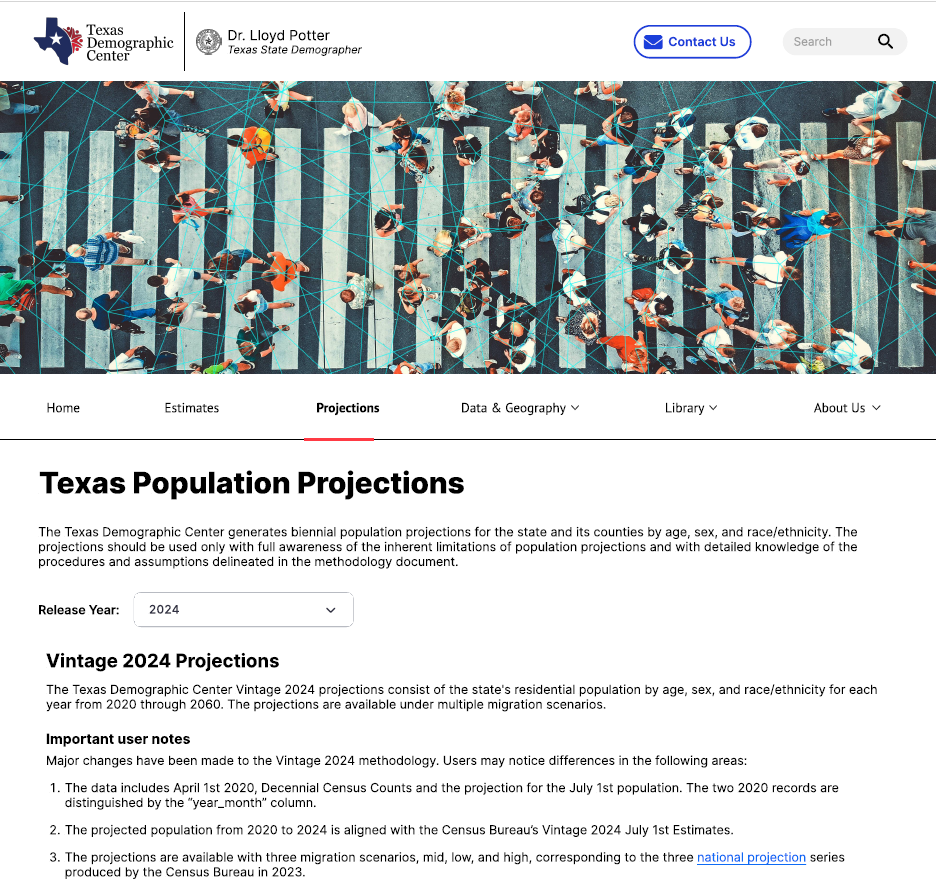 Texas
Demographic
Center
Dr. Lloyd Potter
Texas State Demographer
Contact Us
Search
Home
Estimates
Projections
Data & Geography
Library
About Us
Texas Population Projections
The Texas Demographic Center generates biennial population projections for the state and its counties by age, sex, and race/ethnicity. The
projections should be used only with full awareness of the inherent limitations of population projections and with detailed knowledge of the
procedures and assumptions delineated in the methodology document.
Release Year:
2024
Vintage 2024 Projections
The Texas Demographic Center Vintage 2024 projections consist of the state's residential population by age, sex, and race/ethnicity for each
year from 2020 through 2060. The projections are available under multiple migration scenarios.
Important user notes
Major changes have been made to the Vintage 2024 methodology. Users may notice differences in the following areas:
1. The data includes April 1st 2020, Decennial Census Counts and the projection for the July 1st population. The two 2020 records are
distinguished by the “year_month” column.
2. The projected population from 2020 to 2024 is aligned with the Census Bureau’s Vintage 2024 July 1st Estimates.
3. The projections are available with three migration scenarios, mid, low, and high, corresponding to the three national projection series
produced by the Census Bureau in 2023.